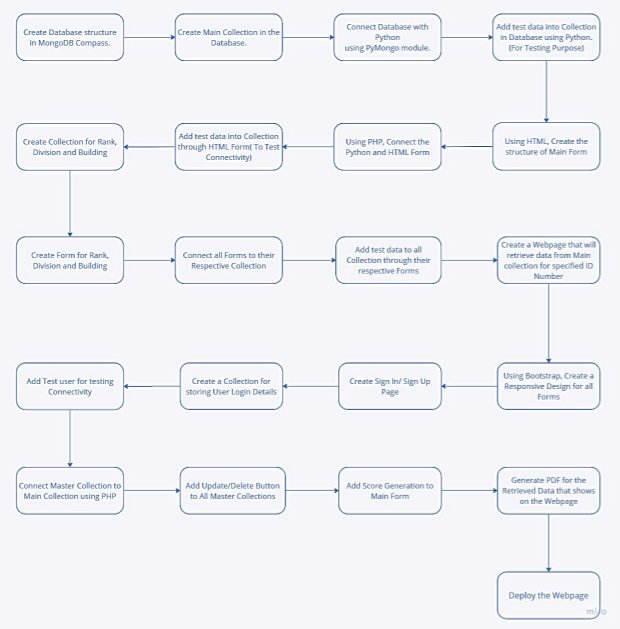 Create Database structure
in MongoDB Compass.
Create Main Collection in the
Database.
Connect Database with
Python
using PyMongo module.
Add test data into Collection
in Database using Python.
(For Testing Purpose)
Create Collection for Rank,
Division and Building
Add test data into Collection
through HTML Form( To Test
Connectivity)
Using PHP, Connect the
Python and HTML Form
Using HTML, Create the
structure of Main Form
Create Form for Rank,
Division and Building
Connect all Forms to their
Respective Collection
Add test data to all
Collection through their
respective Forms
Create a Webpage that will
retrieve data from Main
collection for specified ID
Number
Add Test user for testing
Connectivity
Create a Collection for
storing User Login Details
Create Sign In/ Sign Up
Page
Using Bootstrap, Create a
Responsive Design for all
Forms
Connect Master Collection to
Main Collection using PHP
Add Update/Delete Button
to All Master Collections
Add Score Generation to
Main Form
Generate PDF for the
Retrieved Data that shows
on the Webpage
Deploy the Webpage
miro